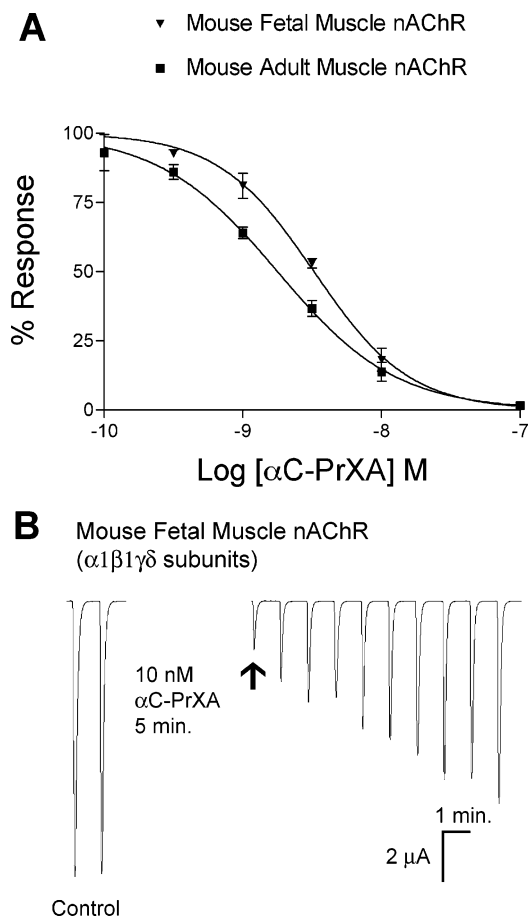 A
Mouse Fetal Muscle nAChR
Mouse Adult Muscle nAChR
100
75
50
25
0
% Response
-10
-9
-8
-7
Log [αC-PrXA] M
B
Mouse Fetal Muscle nAChR
(α1β1γδ subunits)
10 nM
αC-PrXA
5 min.
1 min.
2 μA
Control